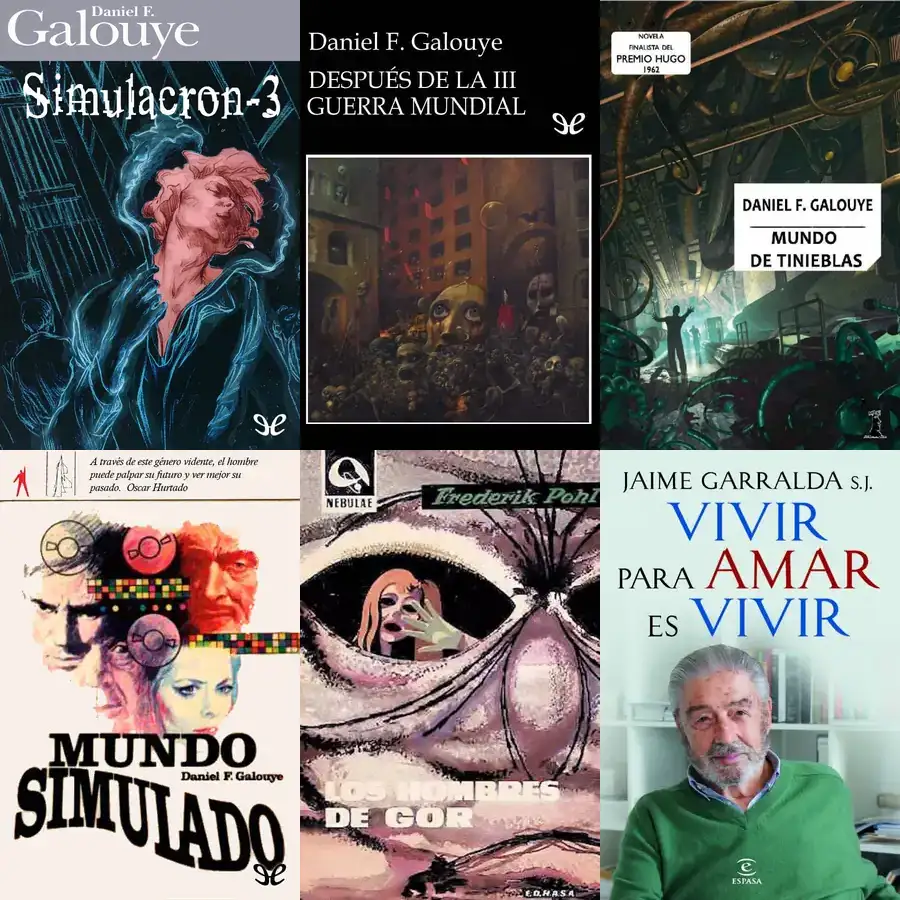 Daniel F.
Galouye
Simulacron-3
Daniel F. Galouye
DESPUÉS DE LA III
GUERRA MUNDIAL
NOVELA
FINALISTA DEL
PREMIO HUGO
1962
DANIEL F. GALOUYE
MUNDO
DE TINIEBLAS
A través de este género vidente, el hombre
puede palpar su futuro y ver mejor su
pasado. Oscar Hurtado
MUNDO
Daniel F. Galouye
SIMULADO
NEBULAE
Frederik Pohl
LOS HOMBRES
DE GOR
E.D.H.A.S.A.
JAIME GARRALDA S.J.
VIVIR
PARA AMAR
ES VIVIR
ESPASA